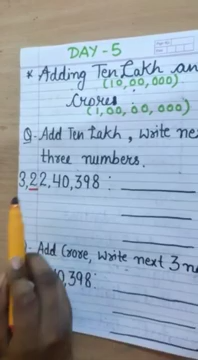 DAY - 5
* Adding Ten Lakh an
(10,00,000)
Crores
(1,00,00,000)
Q- Add Ten Lakh, write ne
three numbers.
3,22,40,398 :
Add Crore, write next 3 n
0,398: